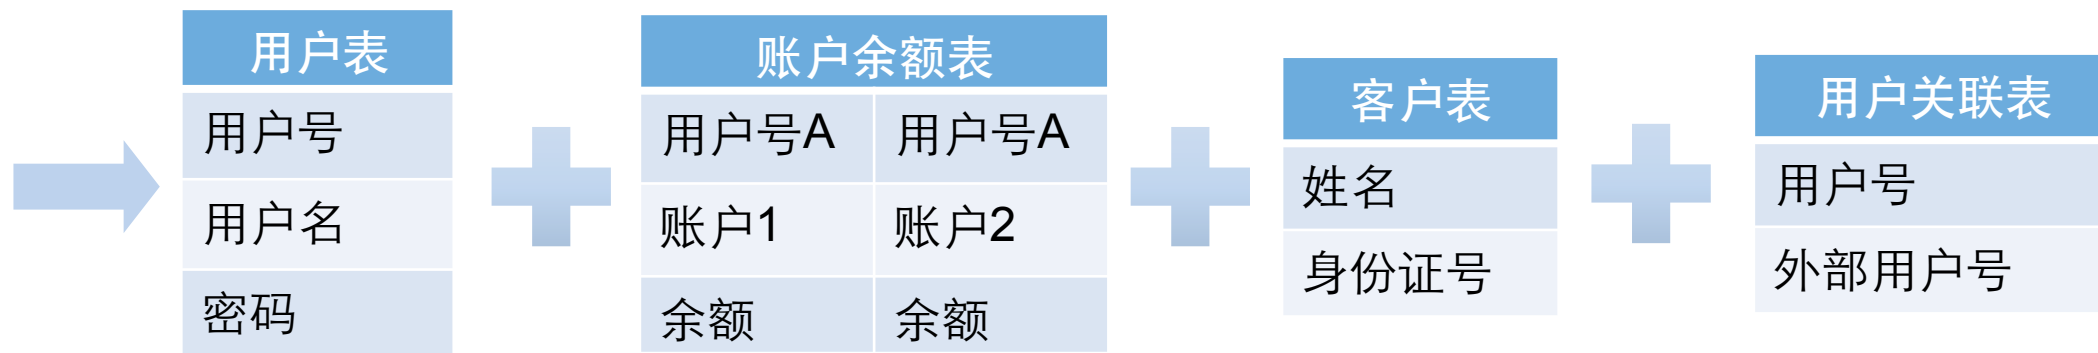 用户表
用户号
用户名
密码
账户余额表
用户号A 用户号A
账户1 账户2
余额 余额
客户表
姓名
身份证号
用户关联表
用户号
外部用户号